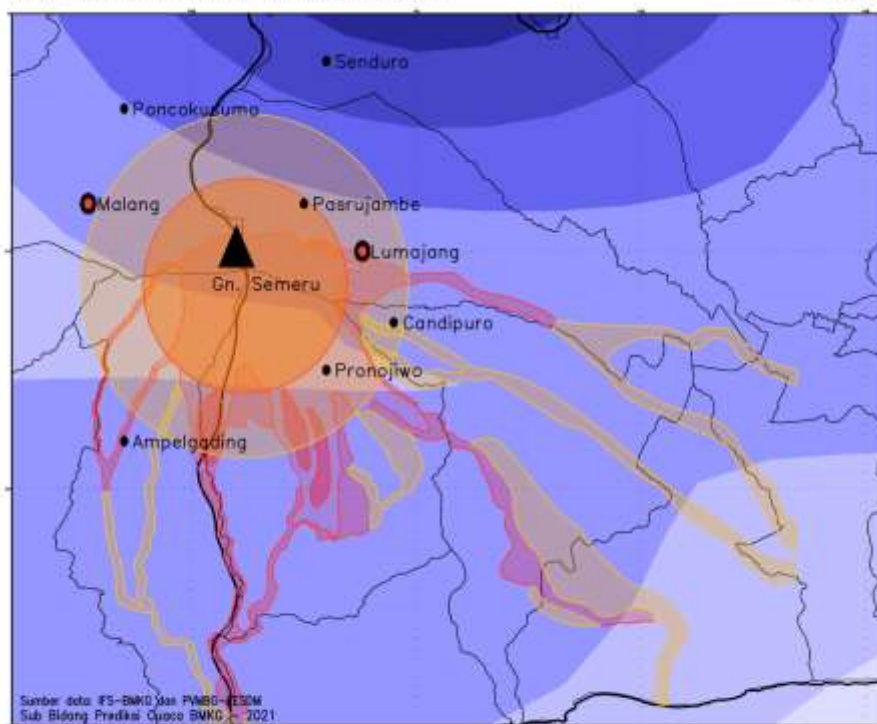 Senduro
Poncokusumo
Malang
Pasrujambe
Lumajang
Gn. Semeru
Candipuro
Pronojiwo
Ampelgading
Sumber data: IFS-BMKG dan PVMBG-KESDM
Sub Bidang Prediksi Cuaca BMKG - 2021